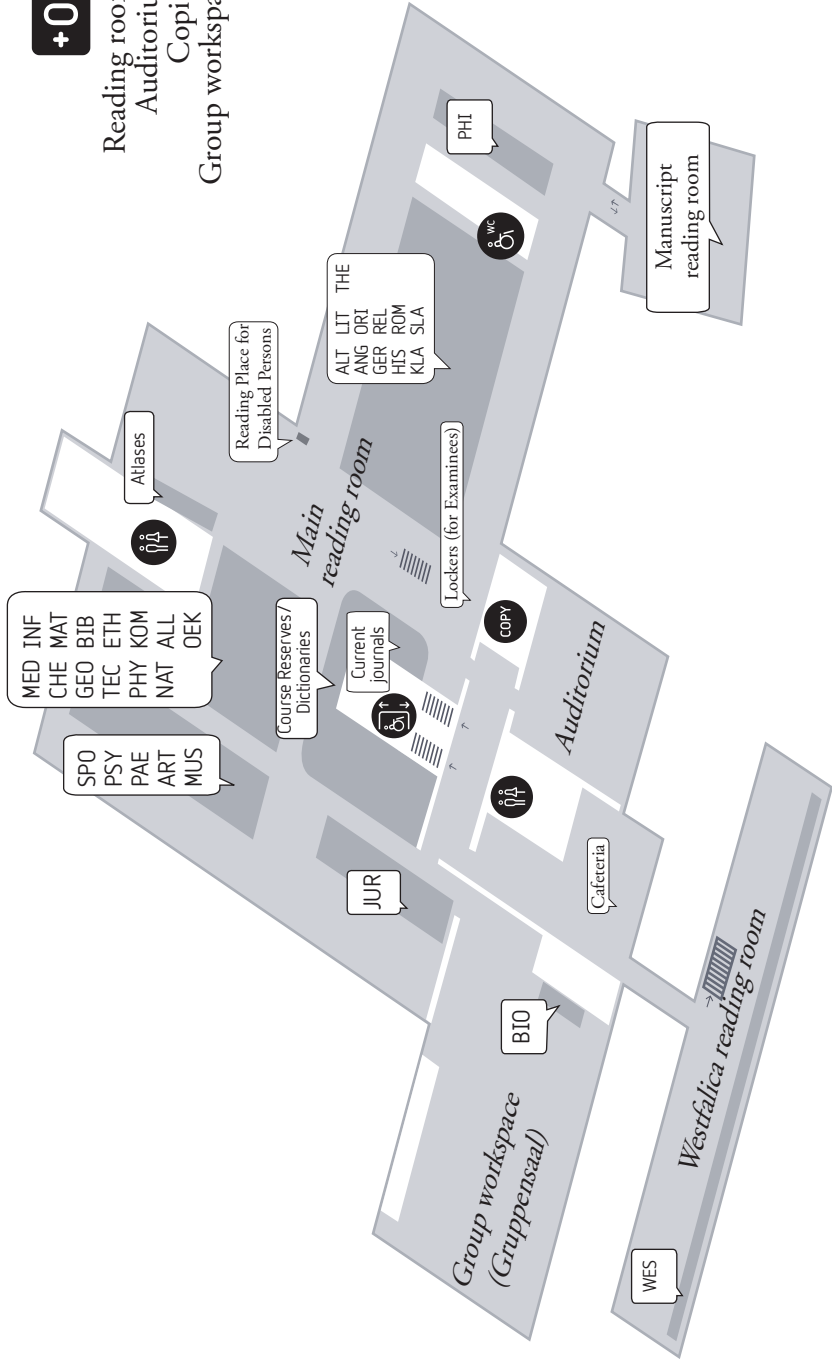 +0
Reading room
Auditoriu
Copi
Group workspa
MED INF
CHE MAT
GEO BIB
TEC ETH
PHY KOM
NAT ALL
OEK
SPO
PSY
PAE
ART
MUS
Atlases
Reading Place for
Disabled Persons
Course Reserves /
Dictionaries
Main
reading room
Current
journals
JUR
ALT LIT THE
ANG ORI
GER REL
HIS ROM
KLA SLA
PHI
WC
Lockers (for Examinees)
COPY
Auditorium
Cafeteria
BIO
Group workspace
(Gruppensaal)
Manuscript
reading room
Westfalica reading room
WES